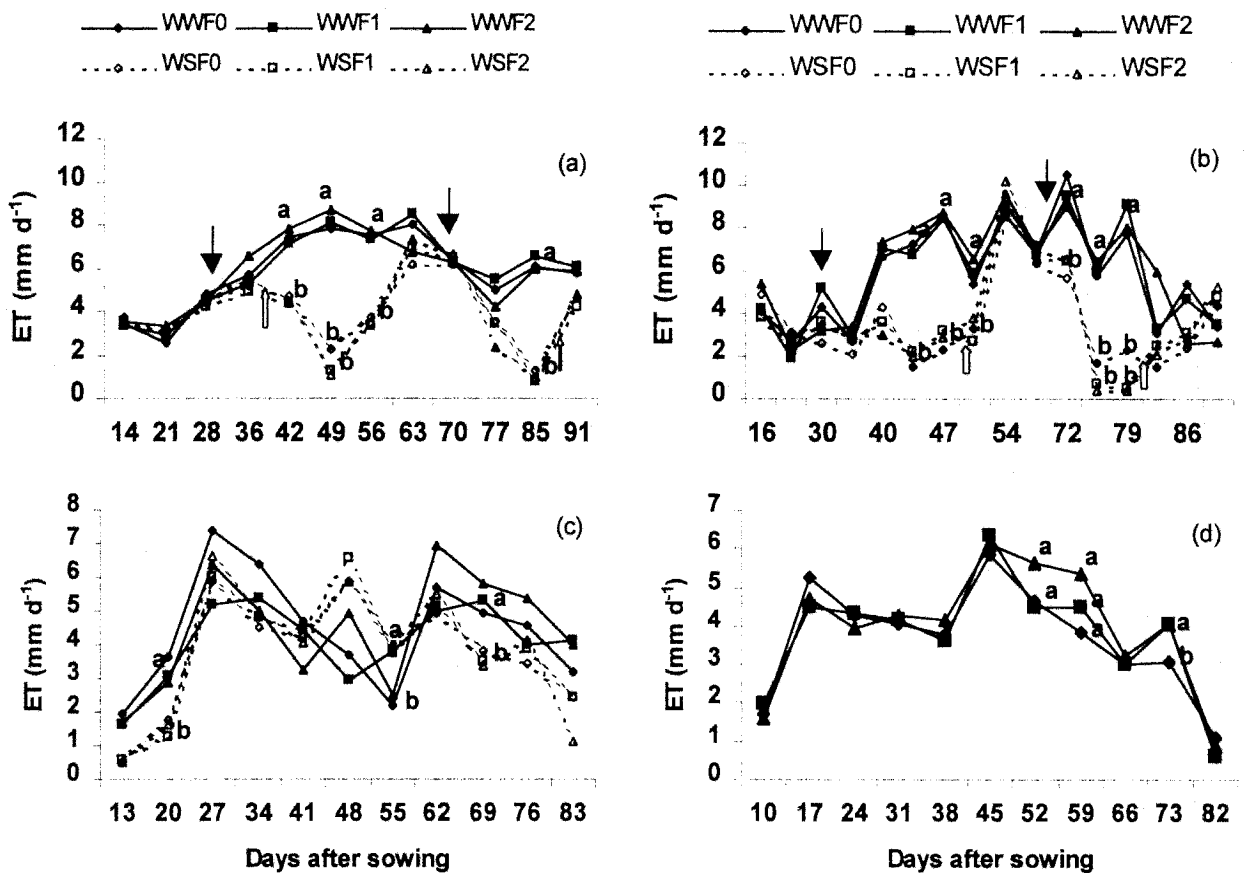 WWF0 WWF1 WWF2
WSF0 WSF1 WSF2
WWF0 WWF1 WWF2
WSF0 WSF1 WSF2
(a)
ET (mm d-1)
12
10
8
6
4
2
0
a a a a
b b b b
14 21 28 36 42 49 56 63 70 77 85 91
(b)
ET (mm d-1)
12
10
8
6
4
2
0
a a a a a a
b b b b b b b b
16 30 40 47 54 72 79 86
(c)
ET (mm d-1)
8
7
6
5
4
3
2
1
0
a a a
b b b
13 20 27 34 41 48 55 62 69 76 83
Days after sowing
(d)
ET (mm d-1)
7
6
5
4
3
2
1
0
a a a a a
b
10 17 24 31 38 45 52 59 66 73 82
Days after sowing